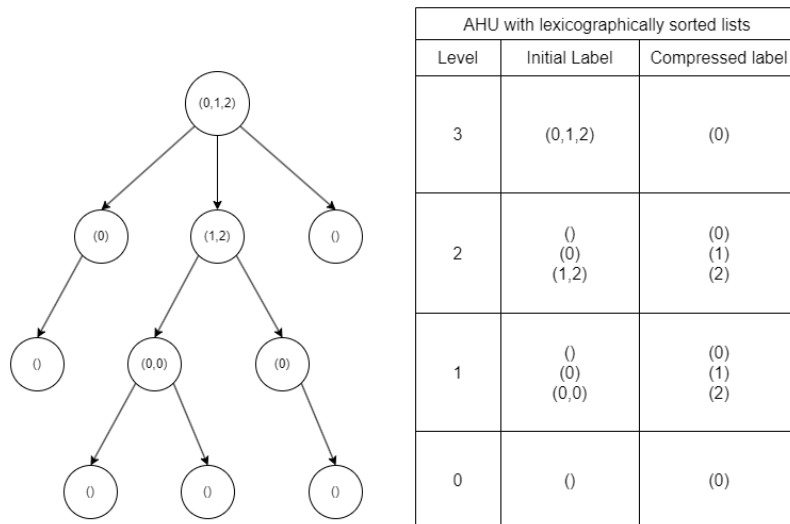 (0,1,2)
(0) (1,2) ()
() (0,0) (0)
() () ()
AHU with lexicographically sorted lists
Level Initial Label Compressed label
3 (0,1,2) (0)
() (0)
2 (0) (1)
(1,2) (2)
() (0)
1 (0) (1)
(0,0) (2)
0 () (0)